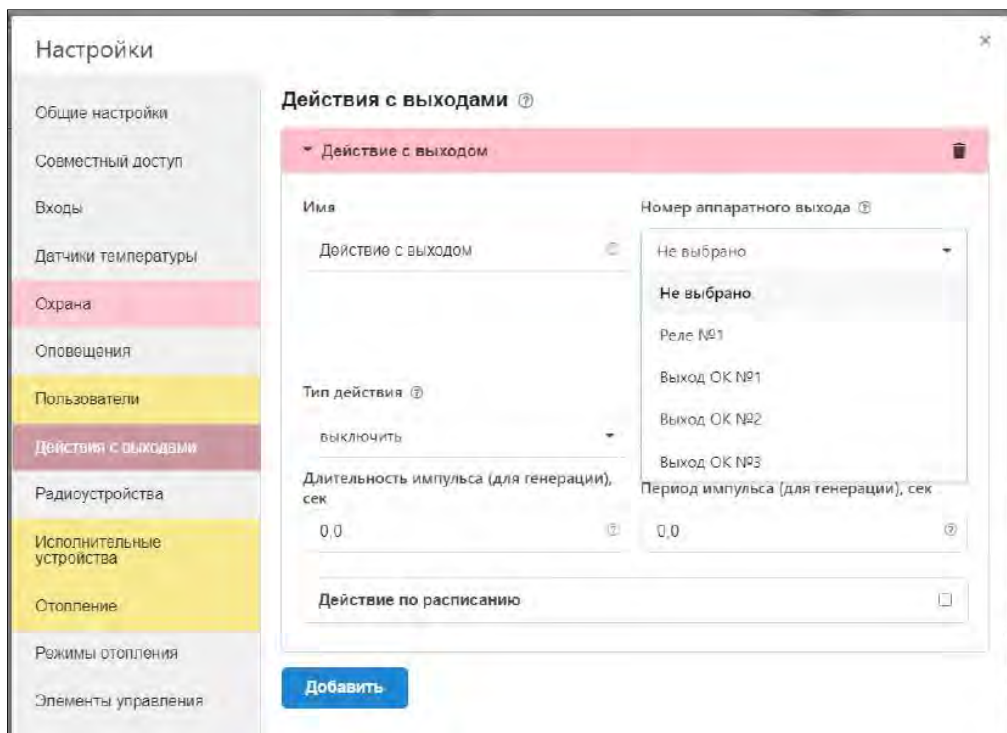 Настройки
×
Общие настройки
Совместный доступ
Входы
Датчики температуры
Охрана
Оповещения
Пользователи
Действия с выходами
Радиоустройства
Исполнительные
устройства
Отопление
Режимы отопления
Элементы управления
Действия с выходами
Действие с выходом
Имя
Действие с выходом
Номер аппаратного выхода
Не выбрано
Не выбрано
Реле №1
Выход ОК №1
Выход ОК №2
Выход ОК №3
Тип действия
выключить
Длительность импульса (для генерации),
сек
0,0
Период импульса (для генерации), сек
0,0
Действие по расписанию
Добавить